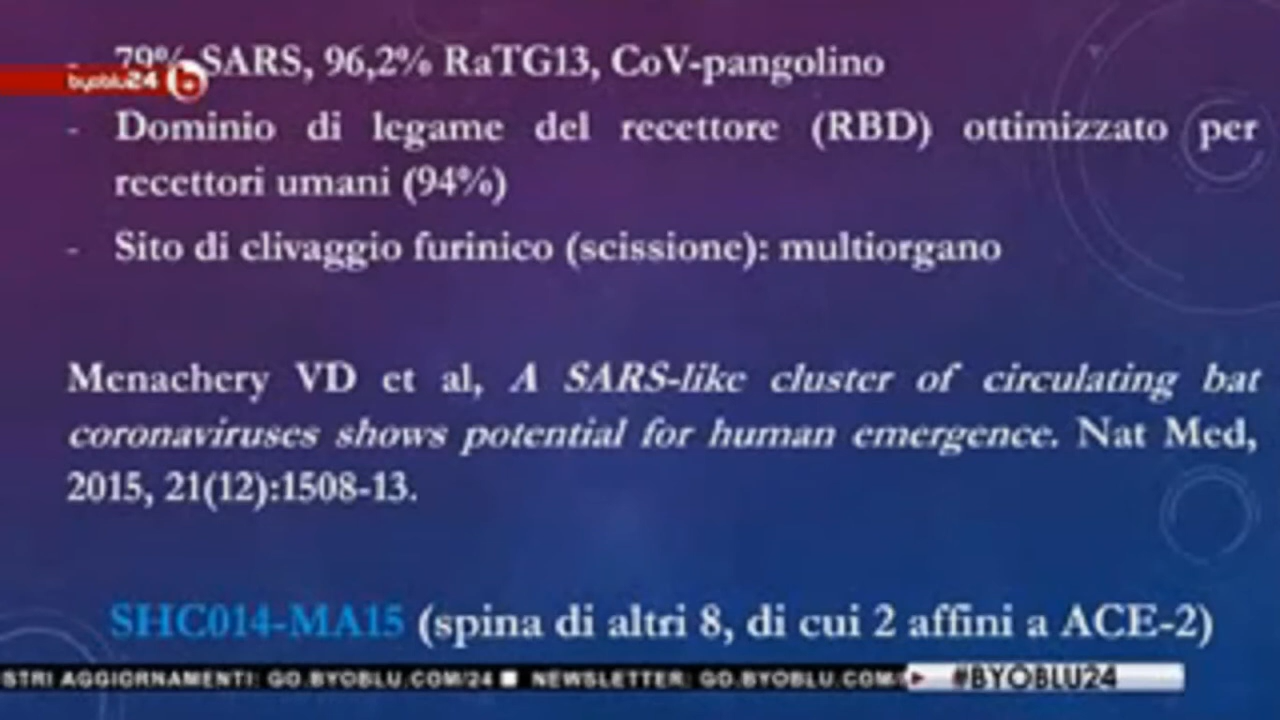 - 79% SARS, 96,2% RaTG13, CoV-pangolino
byoblu24 b
- Dominio di legame del recettore (RBD) ottimizzato per
recettori umani (94%)
- Sito di clivaggio furinico (scissione): multiorgano
Menachery VD et al, A SARS-like cluster of circulating bat
coronaviruses shows potential for human emergence. Nat Med,
2015, 21(12):1508-13.
SHC014-MA15 (spina di altri 8, di cui 2 affini a ACE-2)
STRI AGGIORNAMENTI: GO.BYOBLU.COM/24 ■ NEWSLETTER: GO.BYOBLU.COM/ #BYOBLU24